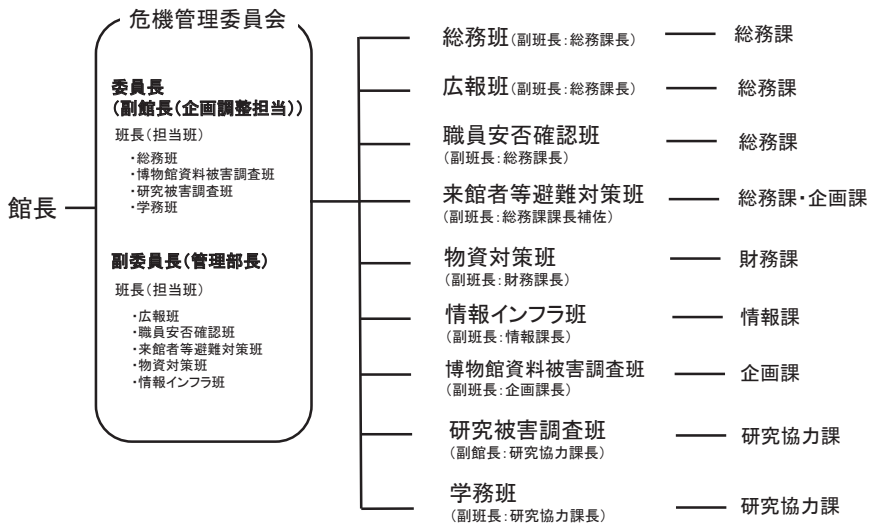 危機管理委員会
委員長
(副館長(企画調整担当))
班長(担当班)
・総務班
・博物館資料被害調査班
・研究被害調査班
・学務班
副委員長(管理部長)
班長(担当班)
・広報班
・職員安否確認班
・来館者等避難対策班
・物資対策班
・情報インフラ班
館長
総務班(副班長:総務課長) 総務課
広報班(副班長:総務課長) 総務課
職員安否確認班 総務課
(副班長:総務課長)
来館者等避難対策班 総務課・企画課
(副班長:総務課課長補佐)
物資対策班 財務課
(副班長:財務課長)
情報インフラ班 情報課
(副班長:情報課長)
博物館資料被害調査班 企画課
(副班長:企画課長)
研究被害調査班 研究協力課
(副館長:研究協力課長)
学務班 研究協力課
(副班長:研究協力課長)